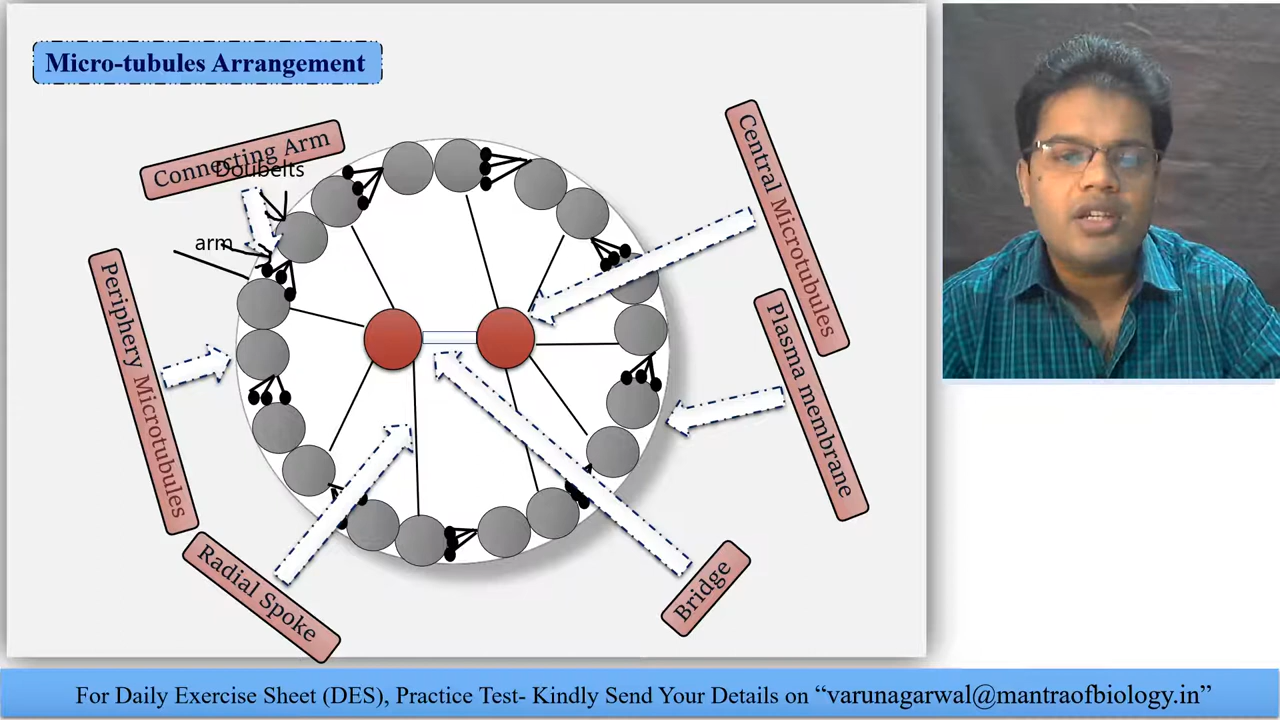 Micro-tubules Arrangement
Connecting Arm
Doubelts
arm
Periphery Microtubules
Radial Spoke
Central Microtubules
Plasma membrane
Bridge
For Daily Exercise Sheet (DES), Practice Test- Kindly Send Your Details on “varunagarwal@mantraofbiology.in”